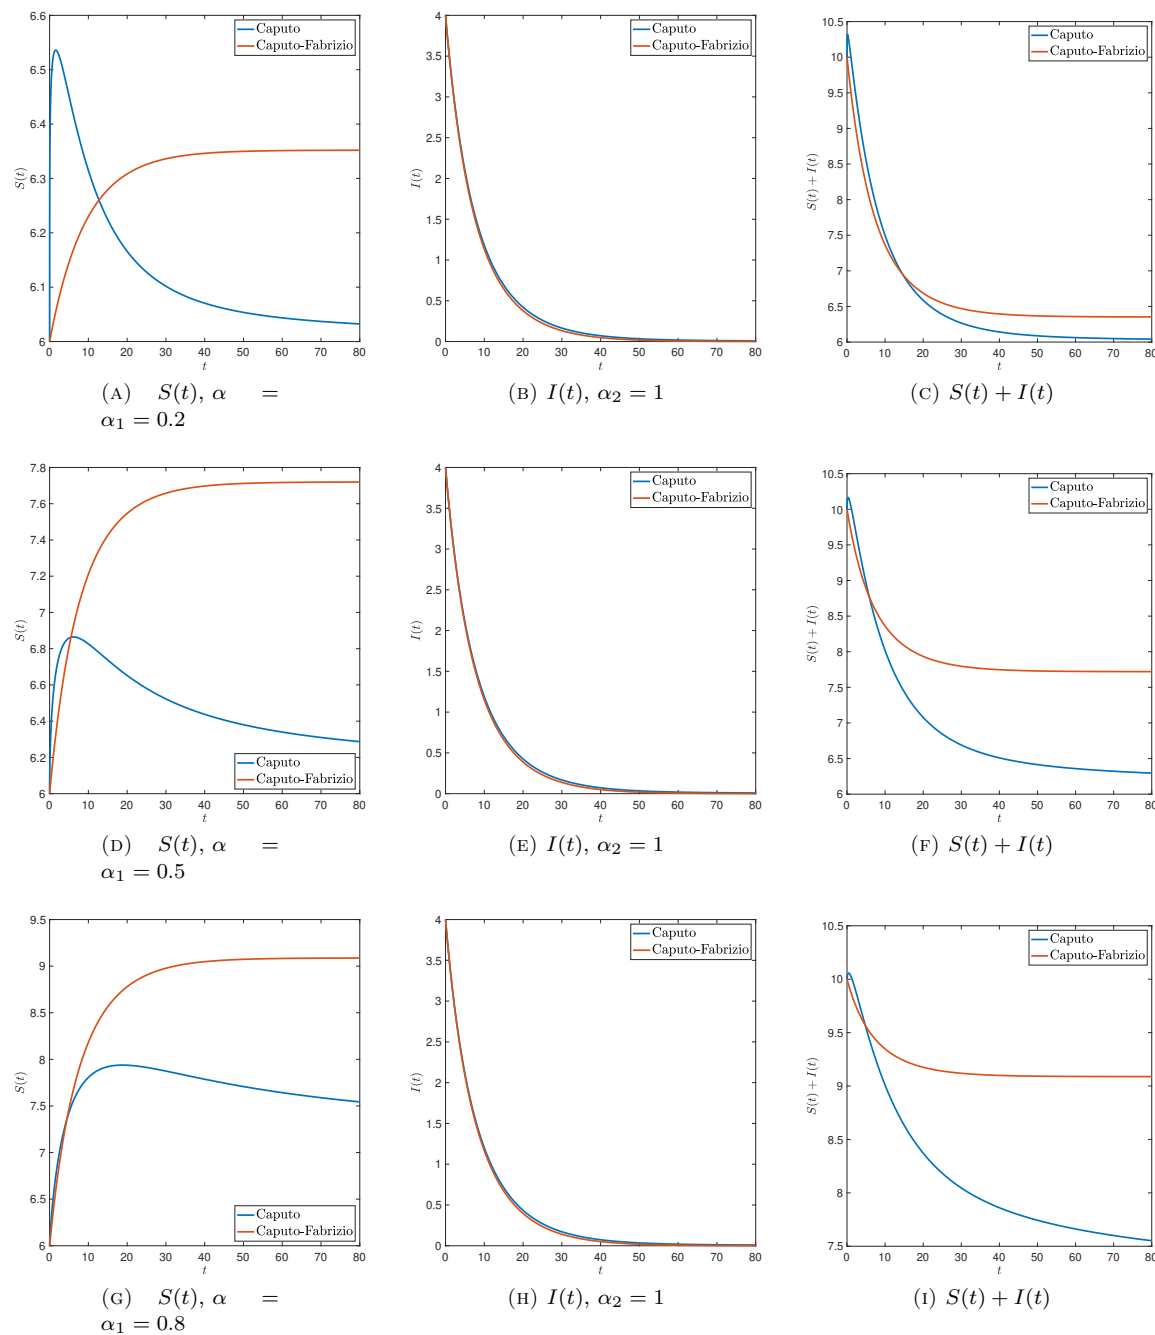 6.6
6.5
6.4
6.3
6.2
6.1
6
S(t)
0 10 20 30 40 50 60 70 80
t
Caputo
Caputo-Fabrizio
(A) S(t), α =
α₁ = 0.2
4
3.5
3
2.5
2
1.5
1
0.5
0
I(t)
0 10 20 30 40 50 60 70 80
t
Caputo
Caputo-Fabrizio
(B) I(t), α₂ = 1
10.5
10
9.5
9
8.5
8
7.5
7
6.5
6
S(t) + I(t)
0 10 20 30 40 50 60 70 80
t
Caputo
Caputo-Fabrizio
(C) S(t) + I(t)
7.8
7.6
7.4
7.2
7
6.8
6.6
6.4
6.2
6
S(t)
0 10 20 30 40 50 60 70 80
t
Caputo
Caputo-Fabrizio
(D) S(t), α =
α₁ = 0.5
4
3.5
3
2.5
2
1.5
1
0.5
0
I(t)
0 10 20 30 40 50 60 70 80
t
Caputo
Caputo-Fabrizio
(E) I(t), α₂ = 1
10.5
10
9.5
9
8.5
8
7.5
7
6.5
6
S(t) + I(t)
0 10 20 30 40 50 60 70 80
t
Caputo
Caputo-Fabrizio
(F) S(t) + I(t)
9.5
9
8.5
8
7.5
7
6.5
6
S(t)
0 10 20 30 40 50 60 70 80
t
Caputo
Caputo-Fabrizio
(G) S(t), α =
α₁ = 0.8
4
3.5
3
2.5
2
1.5
1
0.5
0
I(t)
0 10 20 30 40 50 60 70 80
t
Caputo
Caputo-Fabrizio
(H) I(t), α₂ = 1
10.5
10
9.5
9
8.5
8
7.5
S(t) + I(t)
0 10 20 30 40 50 60 70 80
t
Caputo
Caputo-Fabrizio
(I) S(t) + I(t)